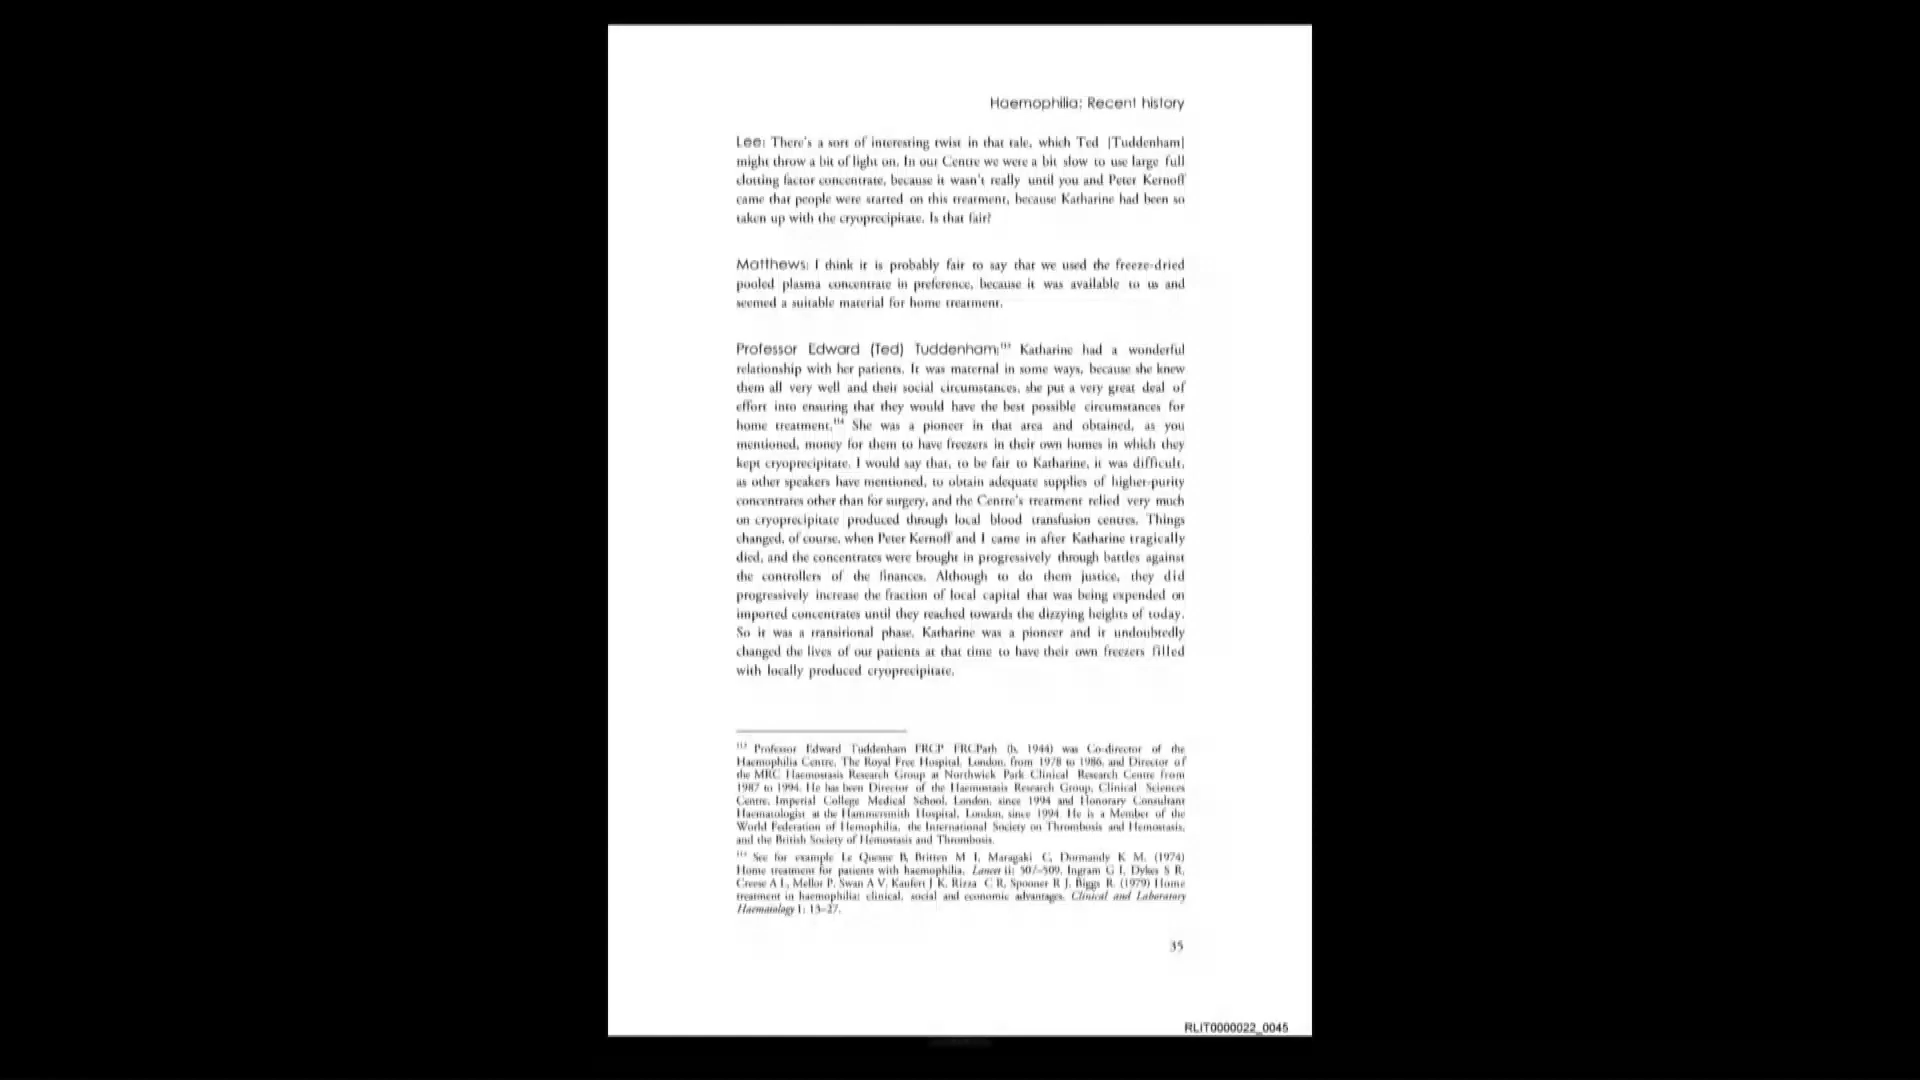 Haemophilia: Recent history
Lee: There's a sort of interesting twist in that tale, which Ted [Tuddenham]
might throw a bit of light on. In our Centre we were a bit slow to use large full
clotting factor concentrate, because it wasn't really until you and Peter Kernoff
came that people were started on this treatment, because Katharine had been so
taken up with the cryoprecipitate. Is that fair?
Matthews: I think it is probably fair to say that we used the freeze-dried
pooled plasma concentrate in preference, because it was available to us and
seemed a suitable material for home treatment.
Professor Edward (Ted) Tuddenham:¹¹³ Katharine had a wonderful
relationship with her patients. It was maternal in some ways, because she knew
them all very well and their social circumstances, she put a very great deal of
effort into ensuring that they would have the best possible circumstances for
home treatment.¹¹⁴ She was a pioneer in that area and obtained, as you
mentioned, money for them to have freezers in their own homes in which they
kept cryoprecipitate. I would say that, to be fair to Katharine, it was difficult,
as other speakers have mentioned, to obtain adequate supplies of higher-purity
concentrates other than for surgery, and the Centre's treatment relied very much
on cryoprecipitate produced through local blood transfusion centres. Things
changed, of course, when Peter Kernoff and I came in after Katharine tragically
died, and the concentrates were brought in progressively through battles against
the controllers of the finances. Although to do them justice, they did
progressively increase the fraction of local capital that was being expended on
imported concentrates until they reached towards the dizzying heights of today.
So it was a transitional phase. Katharine was a pioneer and it undoubtedly
changed the lives of our patients at that time to have their own freezers filled
with locally produced cryoprecipitate.
¹¹³ Professor Edward Tuddenham FRCP FRCPath (b. 1944) was Co-director of the
Haemophilia Centre, The Royal Free Hospital, London, from 1978 to 1986, and Director of
the MRC Haemostasis Research Group at Northwick Park Clinical Research Centre from
1987 to 1994. He has been Director of the Haemostasis Research Group, Clinical Sciences
Centre, Imperial College Medical School, London, since 1994 and Honorary Consultant
Haematologist at the Hammersmith Hospital, London, since 1994. He is a Member of the
World Federation of Hemophilia, the International Society on Thrombosis and Hemostasis,
and the British Society of Hemostasis and Thrombosis.
¹¹⁴ See for example Le Quesne B, Britten M I, Maragaki C, Dormandy K M. (1974)
Home treatment for patients with haemophilia. Lancet ii: 507–509. Ingram G I, Dykes S R,
Creese A L, Mellor P, Swan A V, Kaufert J K, Rizza C R, Spooner R J, Biggs R. (1979) Home
treatment in haemophilia: clinical, social and economic advantages. Clinical and Laboratory
Haematology 1: 13–27.
35
RLIT0000022_0045